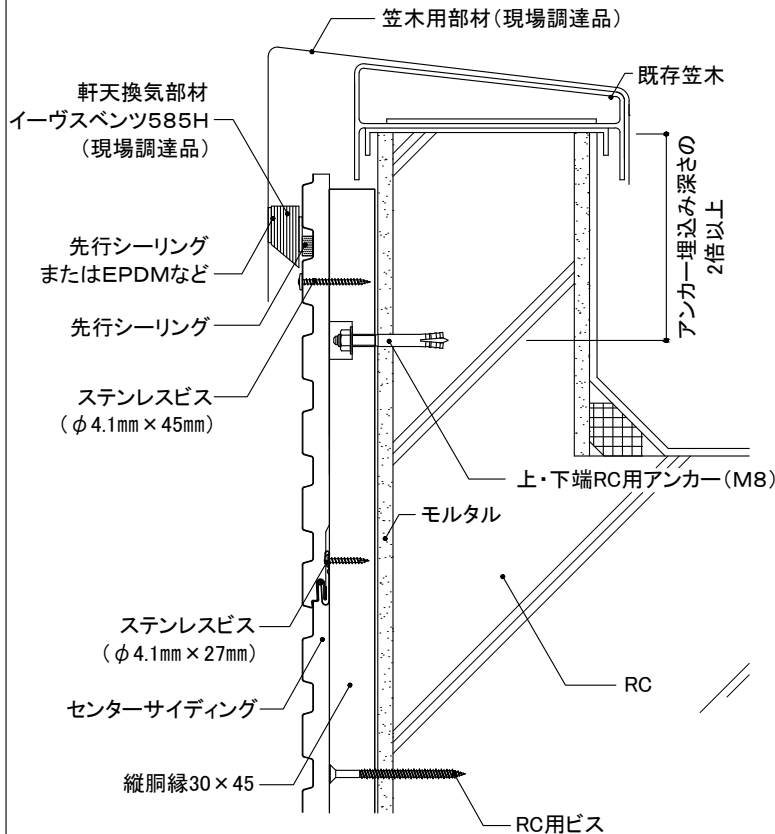 笠木用部材(現場調達品)
既存笠木
軒天換気部材
イーヴスベンツ585H
(現場調達品)
アンカー埋込み深さの
2倍以上
先行シーリング
またはEPDMなど
先行シーリング
ステンレスビス
(φ4.1mm×45mm)
上・下端RC用アンカー(M8)
モルタル
ステンレスビス
(φ4.1mm×27mm)
RC
センターサイディング
縦胴縁30×45
RC用ビス